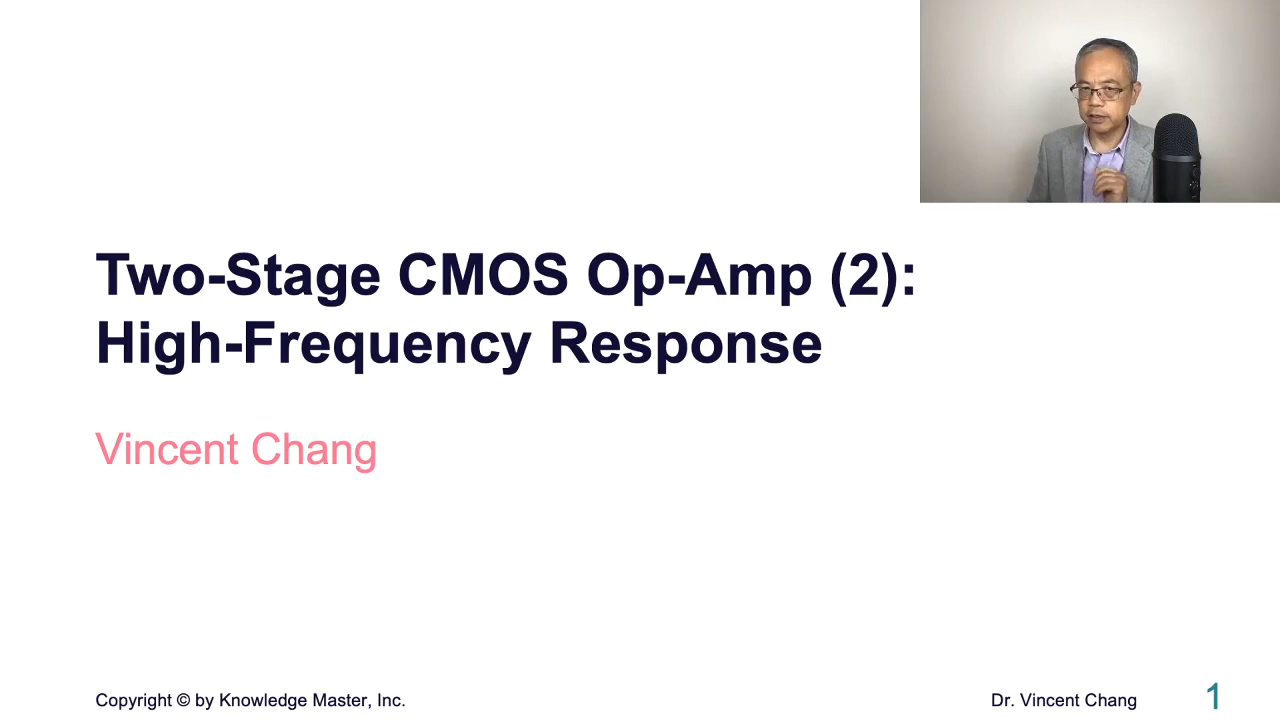 Two-Stage CMOS Op-Amp (2):
High-Frequency Response
Vincent Chang
Copyright © by Knowledge Master, Inc.
Dr. Vincent Chang
1